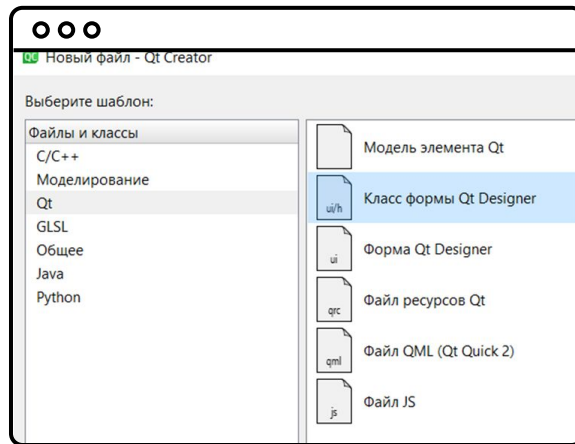 QC Новый файл - Qt Creator
Выберите шаблон:
Файлы и классы
C/C++
Моделирование
Qt
GLSL
Общее
Java
Python
Модель элемента Qt
ui/h Класс формы Qt Designer
ui Форма Qt Designer
qrc Файл ресурсов Qt
qml Файл QML (Qt Quick 2)
js Файл JS